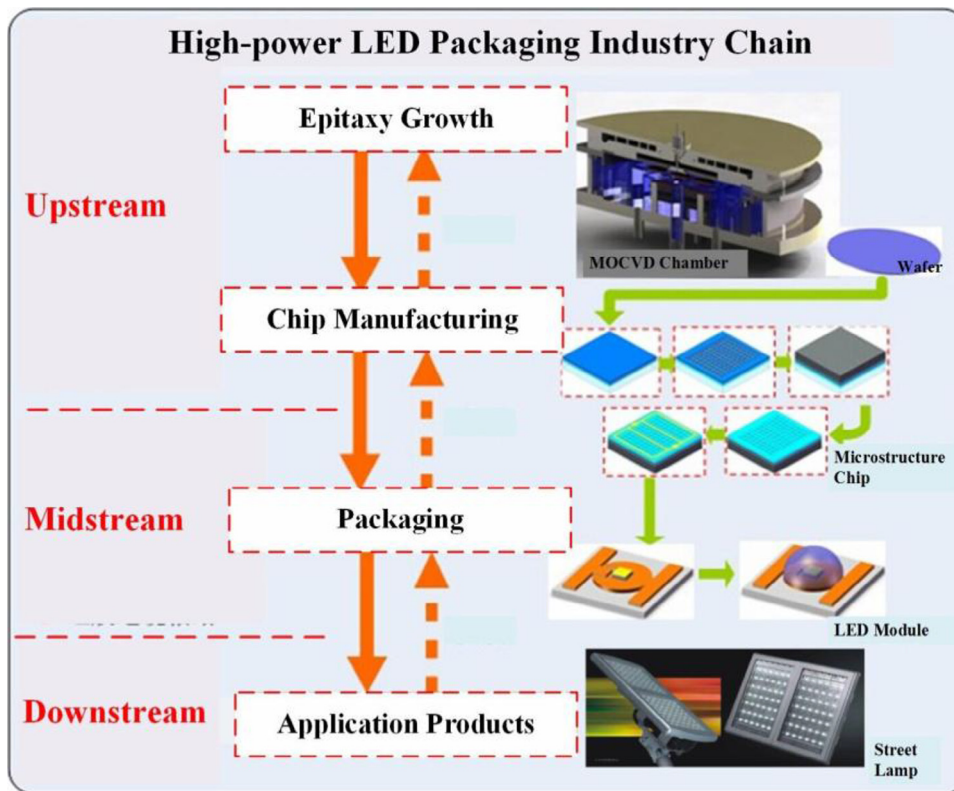 High-power LED Packaging Industry Chain
Epitaxy Growth
Upstream
MOCVD Chamber
Wafer
Chip Manufacturing
Microstructure
Chip
Midstream
Packaging
LED Module
Downstream
Application Products
Street
Lamp